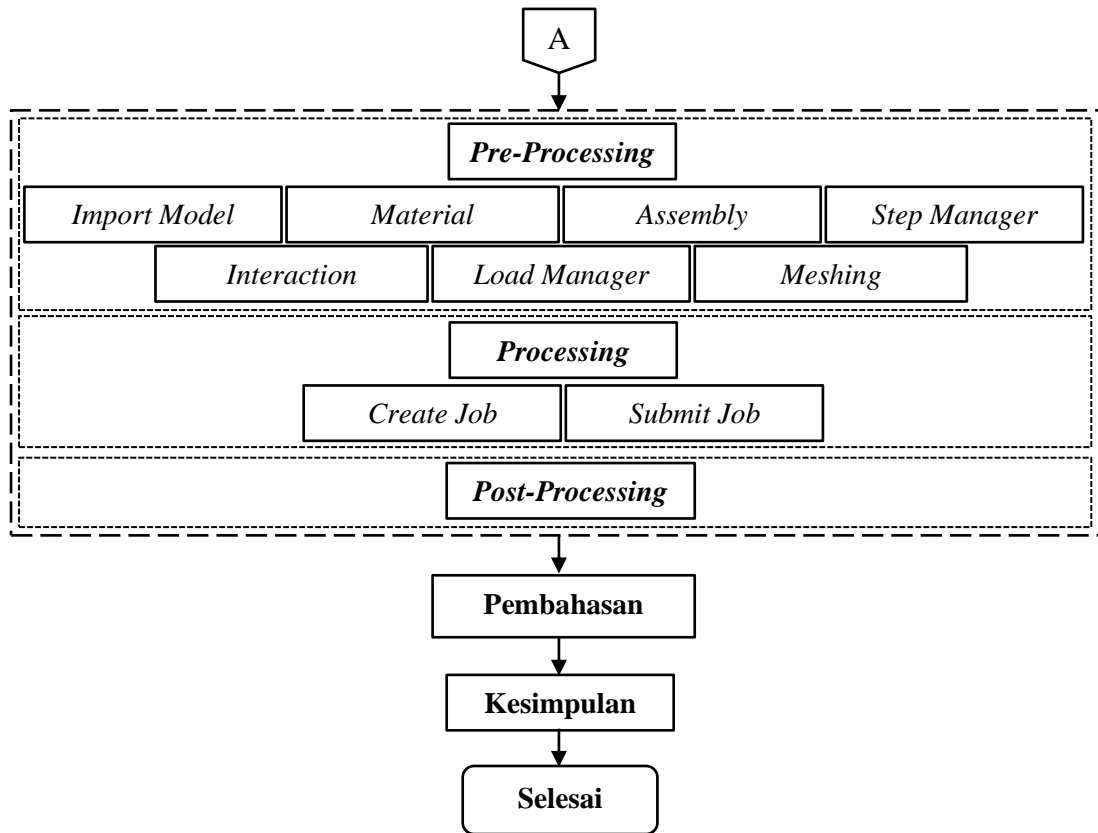 A
Pre-Processing
Import Model Material Assembly Step Manager
Interaction Load Manager Meshing
Processing
Create Job Submit Job
Post-Processing
Pembahasan
Kesimpulan
Selesai